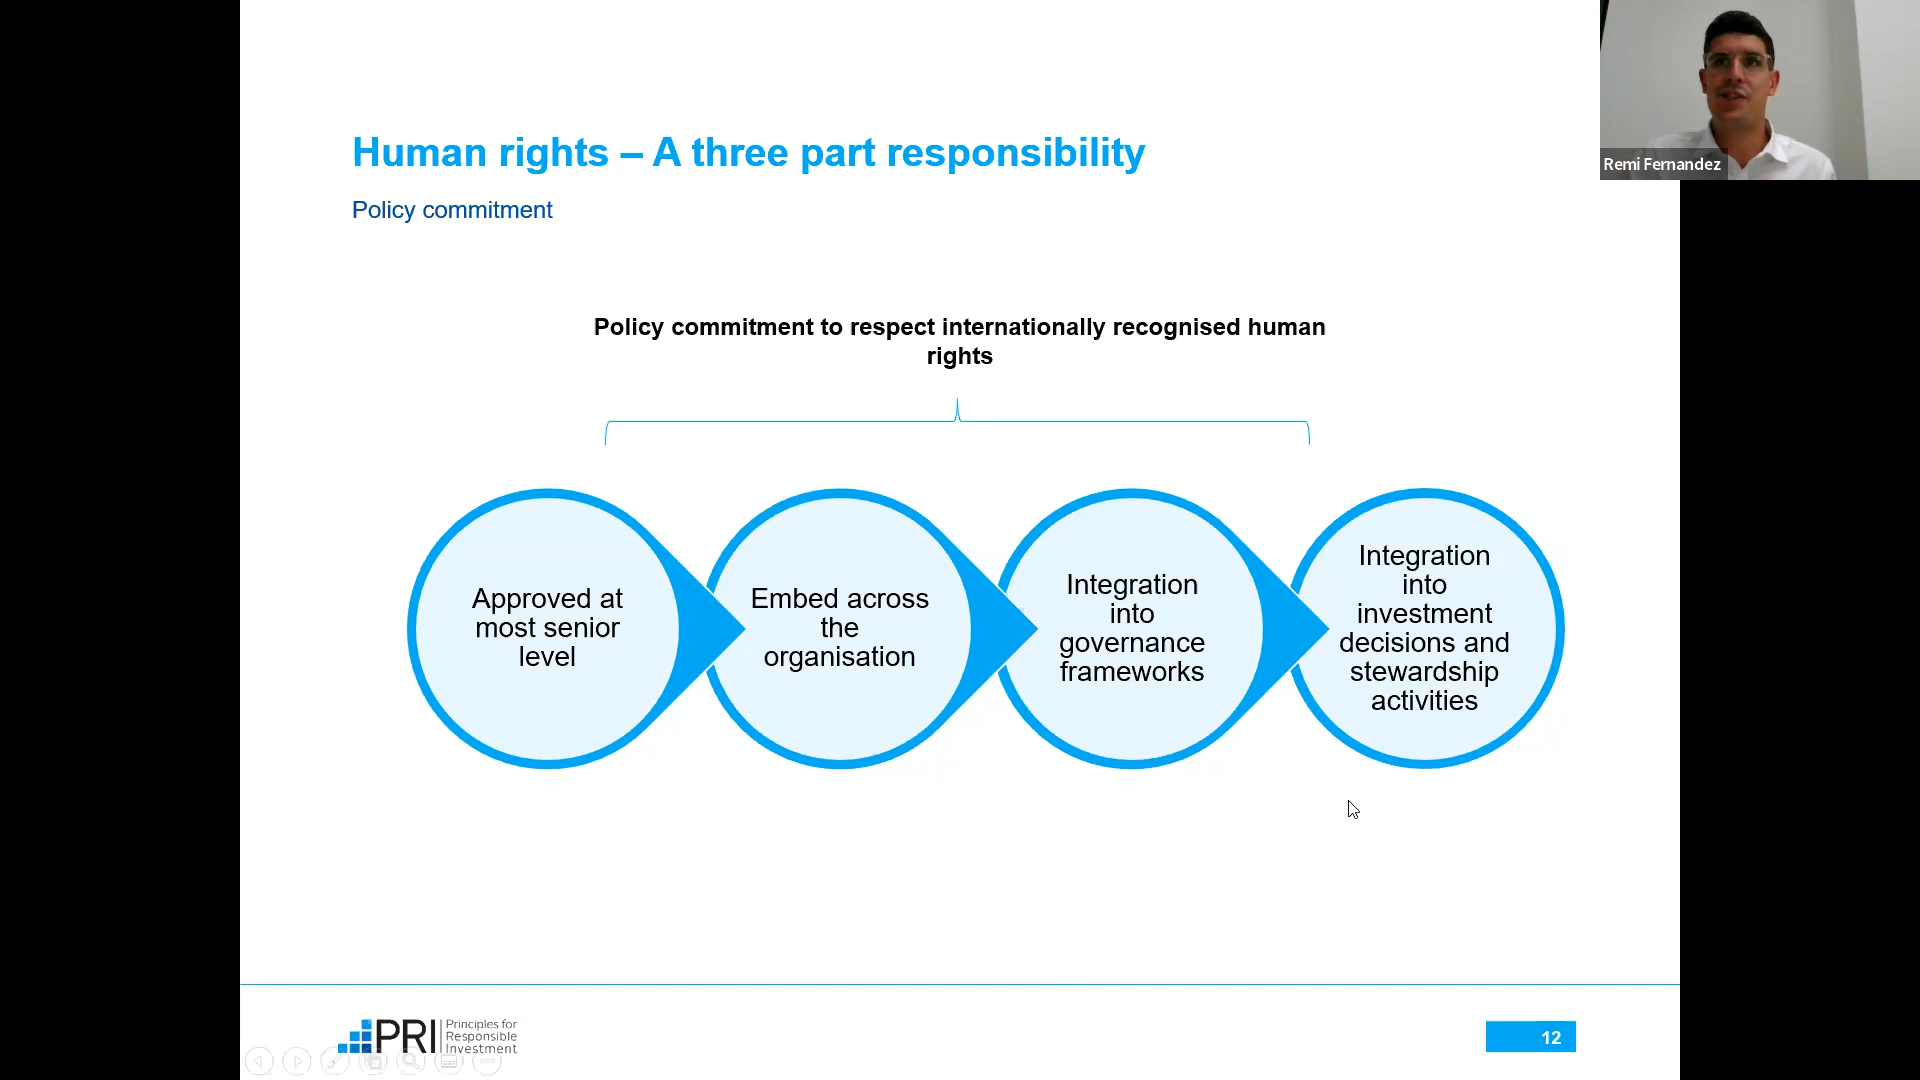 Human rights – A three part responsibility
Remi Fernandez
Policy commitment
Policy commitment to respect internationally recognised human
rights
Approved at
most senior
level
Embed across
the
organisation
Integration
into
governance
frameworks
Integration
into
investment
decisions and
stewardship
activities
PRI
Principles for
Responsible
Investment
12